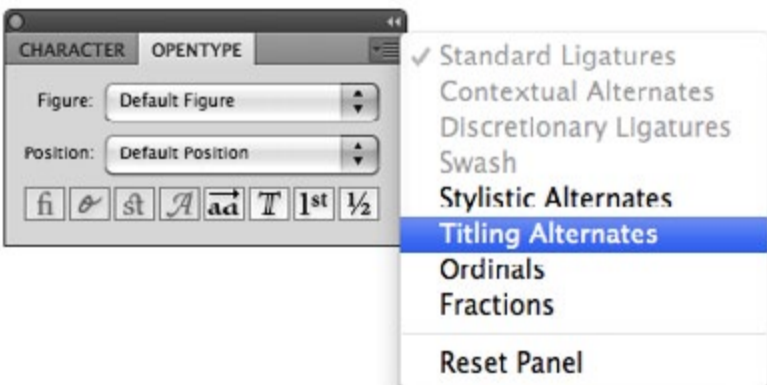 CHARACTER OPENTYPE
Figure: Default Figure
Position: Default Position
fi o st A aa T 1st ½
✓ Standard Ligatures
Contextual Alternates
Discretionary Ligatures
Swash
Stylistic Alternates
Titling Alternates
Ordinals
Fractions
Reset Panel